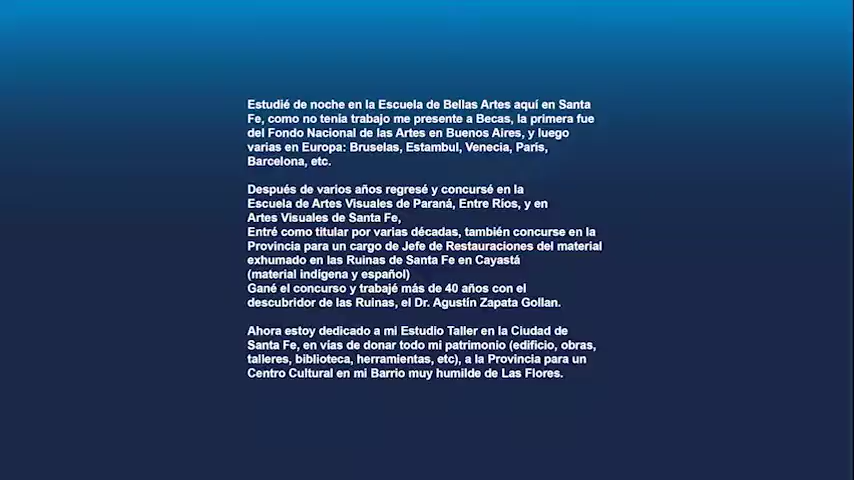 Estudié de noche en la Escuela de Bellas Artes aquí en Santa
Fe, como no tenia trabajo me presente a Becas, la primera fue
del Fondo Nacional de las Artes en Buenos Aires, y luego
varias en Europa: Bruselas, Estambul, Venecia, París,
Barcelona, etc.
Después de varios años regresé y concursé en la
Escuela de Artes Visuales de Paraná, Entre Ríos, y en
Artes Visuales de Santa Fe,
Entré como titular por varias décadas, también concurse en la
Provincia para un cargo de Jefe de Restauraciones del material
exhumado en las Ruinas de Santa Fe en Cayastá
(material indígena y español)
Gané el concurso y trabajé más de 40 años con el
descubridor de las Ruinas, el Dr. Agustín Zapata Gollan.
Ahora estoy dedicado a mi Estudio Taller en la Ciudad de
Santa Fe, en vías de donar todo mi patrimonio (edificio, obras,
talleres, biblioteca, herramientas, etc), a la Provincia para un
Centro Cultural en mi Barrio muy humilde de Las Flores.